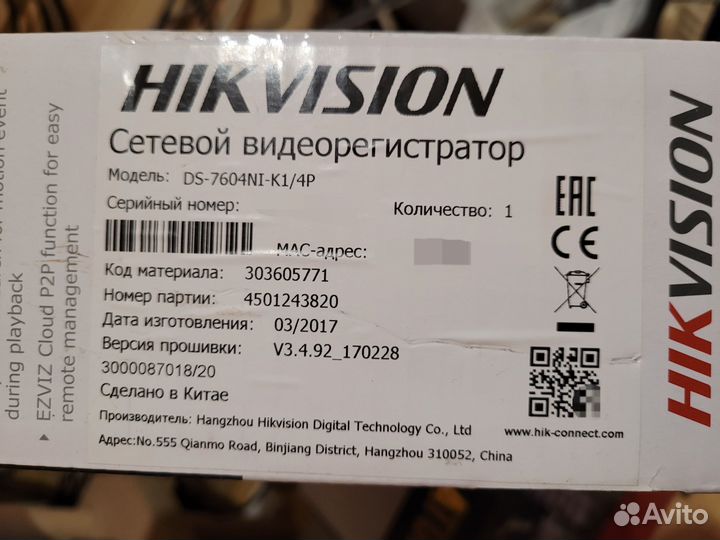 HIKVISION
Сетевой видеорегистратор
Модель: DS-7604NI-K1/4P
Серийный номер:
Количество: 1
MAC-адрес:
Код материала: 303605771
Номер партии: 4501243820
Дата изготовления: 03/2017
Версия прошивки: V3.4.92_170228
3000087018/20
Сделано в Китае
Производитель: Hangzhou Hikvision Digital Technology Co., Ltd
www.hik-connect.com
Адрес:No.555 Qianmo Road, Binjiang District, Hangzhou 310052, China
EAC
CE
HIKVISION
during playback
▸ EZVIZ Cloud P2P function for easy
remote management
Avito